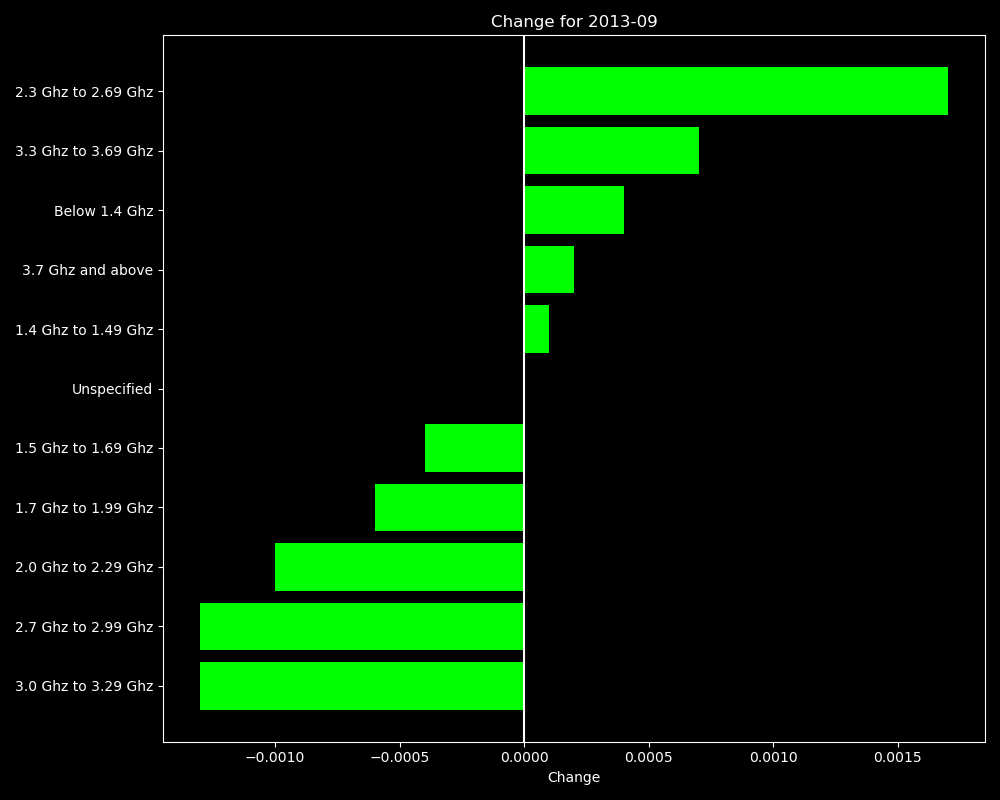 Change for 2013-09
2.3 Ghz to 2.69 Ghz
3.3 Ghz to 3.69 Ghz
Below 1.4 Ghz
3.7 Ghz and above
1.4 Ghz to 1.49 Ghz
Unspecified
1.5 Ghz to 1.69 Ghz
1.7 Ghz to 1.99 Ghz
2.0 Ghz to 2.29 Ghz
2.7 Ghz to 2.99 Ghz
3.0 Ghz to 3.29 Ghz
−0.0010 −0.0005 0.0000 0.0005 0.0010 0.0015
Change